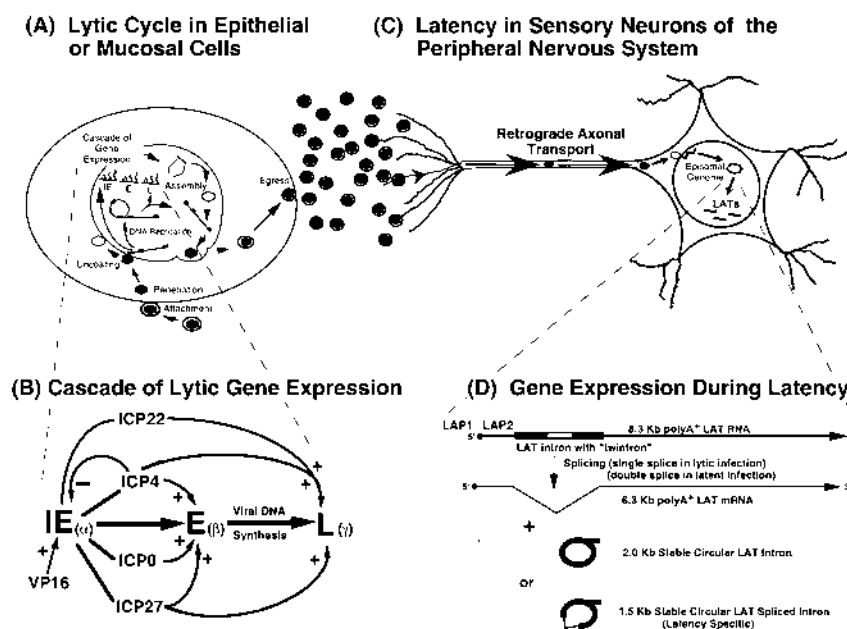 (A) Lytic Cycle in Epithelial
or Mucosal Cells
Cascade of
Gene
Expression
IE
E
L
Assembly
DNA Replication
Uncoating
Penetration
Attachment
Egress
(C) Latency in Sensory Neurons of the
Peripheral Nervous System
Retrograde Axonal
Transport
Episomal
Genome
LATs
(B) Cascade of Lytic Gene Expression
ICP22
ICP4
IE(α)
E(β)
Viral DNA
Synthesis
L(γ)
ICP0
VP16
ICP27
+
+
+
+
+
+
+
+
−
(D) Gene Expression During Latency
LAP1 LAP2
8.3 Kb polyA+ LAT RNA
5'
3'
LAT intron with "twintron"
Splicing (single splice in lytic infection)
(double splice in latent infection)
5'
3'
6.3 Kb polyA+ LAT mRNA
+
2.0 Kb Stable Circular LAT Intron
or
1.5 Kb Stable Circular LAT Spliced Intron
(Latency Specific)